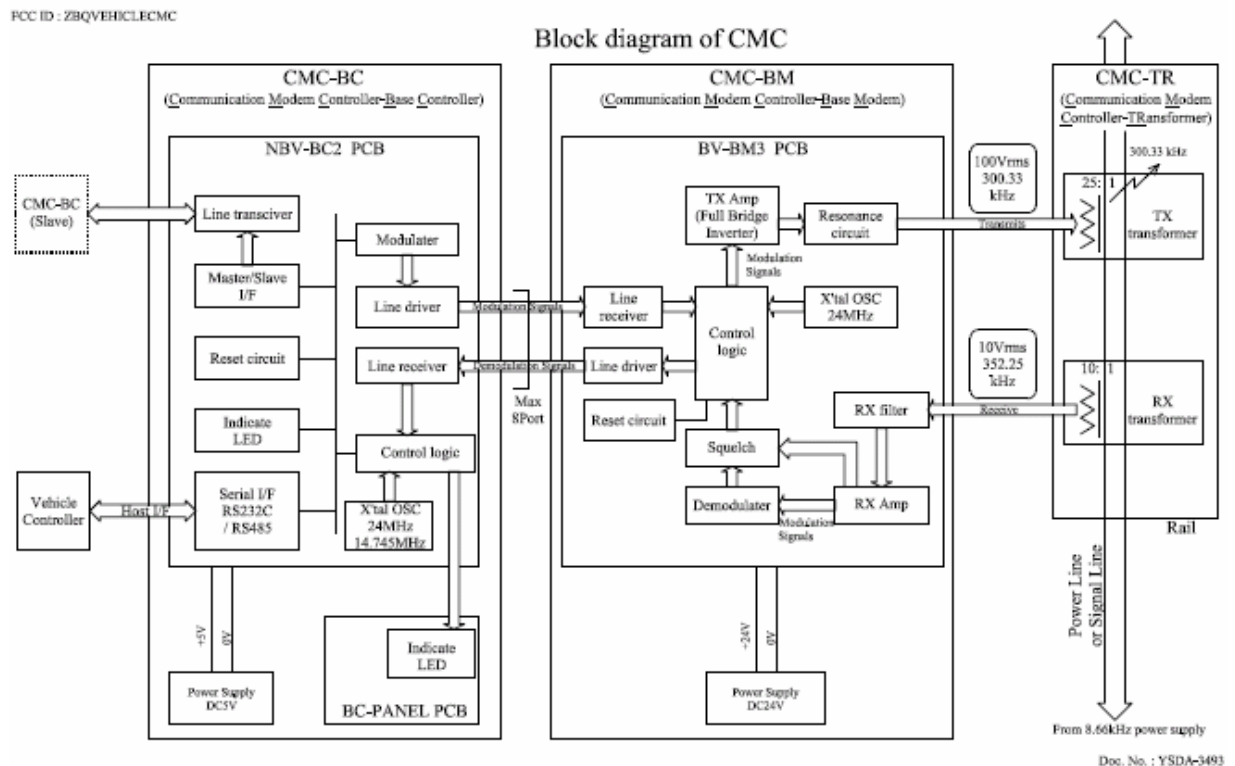 FCC ID : ZBQVEHICLECMC
Block diagram of CMC
CMC-BC
(Communication Modem Controller-Base Controller)
NBV-BC2 PCB
CMC-BC
(Slave)
Line transciver
Master/Slave
I/F
Reset circuit
Indicate
LED
Vehicle
Controller
Host I/F
Serial I/F
RS232C
/ RS485
Modulater
Line driver
Line receiver
Control logic
X'tal OSC
24MHz
14.745MHz
+5V
0V
Power Supply
DC5V
Indicate
LED
BC-PANEL PCB
Modulation Signals
Demodulation Signals
Max
8Port
CMC-BM
(Communication Modem Controller-Base Modem)
BV-BM3 PCB
TX Amp
(Full Bridge
Inverter)
Resonance
circuit
Modulation
Signals
Line
receiver
Control
logic
X'tal OSC
24MHz
Line driver
Reset circuit
RX filter
Squelch
Demodulater
RX Amp
Modulation
Signals
+24V
0V
Power Supply
DC24V
100Vrms
300.33
kHz
Transmits
10Vrms
352.25
kHz
Receive
CMC-TR
(Communication Modem
Controller-TRansformer)
300.33 kHz
25: 1
TX
transformer
10: 1
RX
transformer
Rail
Power Line
or Signal Line
From 8.66kHz power supply
Doc. No. : YSDA-3493